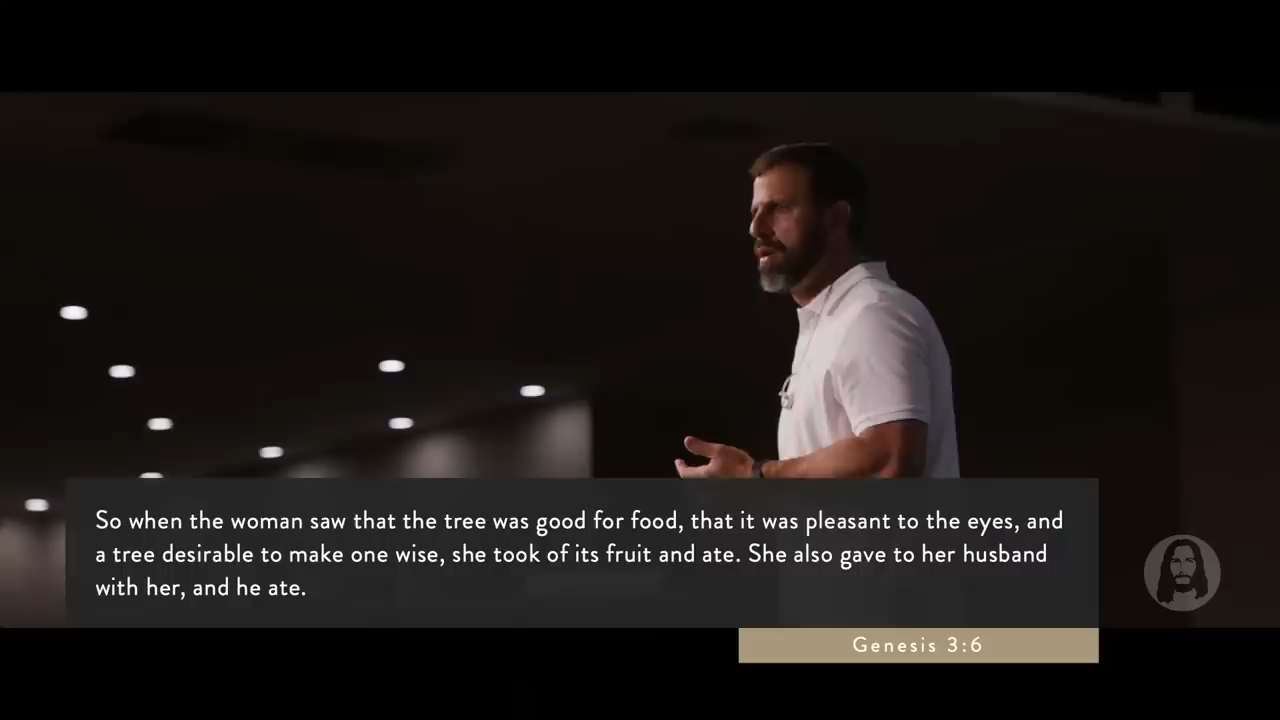 So when the woman saw that the tree was good for food, that it was pleasant to the eyes, and
a tree desirable to make one wise, she took of its fruit and ate. She also gave to her husband
with her, and he ate.
Genesis 3:6